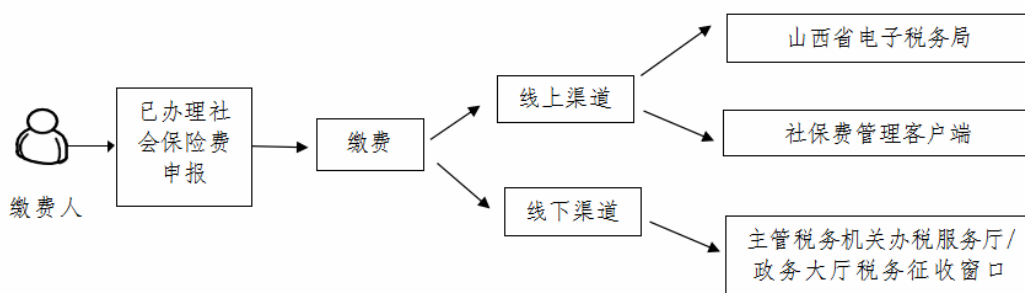 缴费人
已办理社
会保险费
申报
缴费
线上渠道
线下渠道
山西省电子税务局
社保费管理客户端
主管税务机关办税服务厅/
政务大厅税务征收窗口